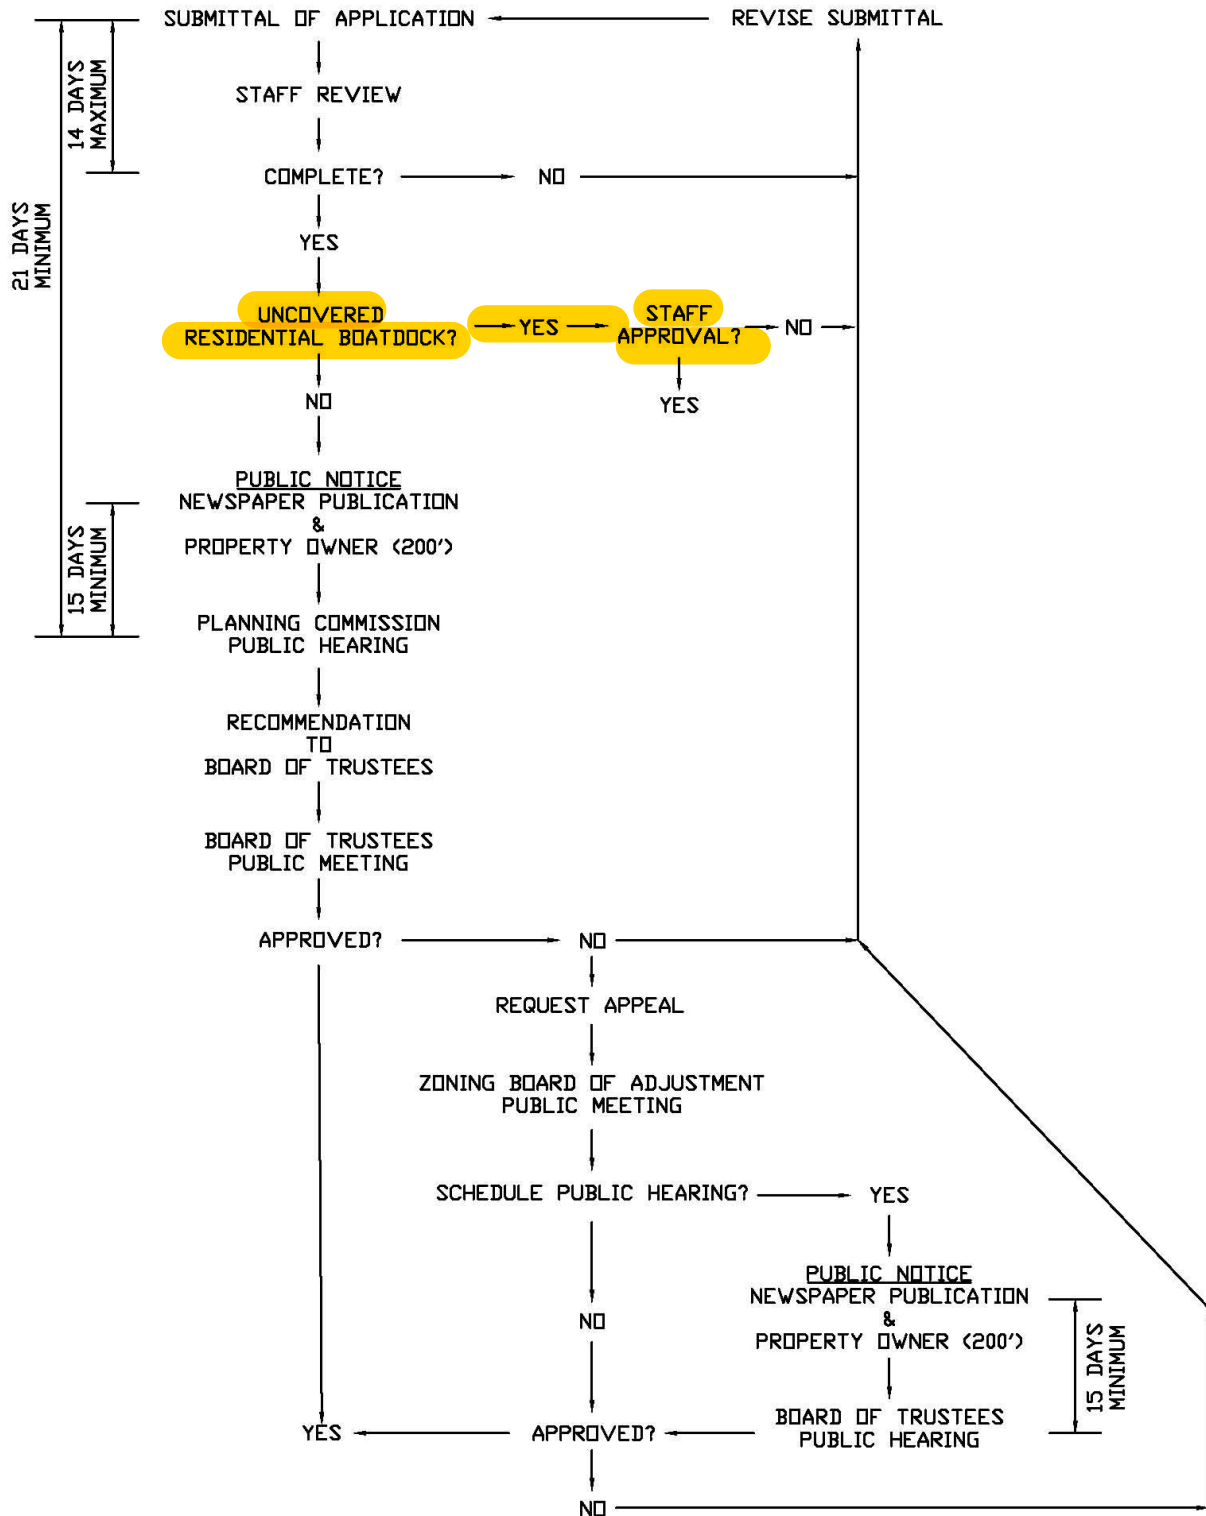 SUBMITTAL OF APPLICATION
REVISE SUBMITTAL
14 DAYS
MAXIMUM
STAFF REVIEW
COMPLETE?
NO
21 DAYS
MINIMUM
YES
UNCOVERED
RESIDENTIAL BOATDOCK?
YES
STAFF
APPROVAL?
NO
NO
YES
PUBLIC NOTICE
NEWSPAPER PUBLICATION
&
PROPERTY OWNER (200')
15 DAYS
MINIMUM
PLANNING COMMISSION
PUBLIC HEARING
RECOMMENDATION
TO
BOARD OF TRUSTEES
BOARD OF TRUSTEES
PUBLIC MEETING
APPROVED?
NO
REQUEST APPEAL
ZONING BOARD OF ADJUSTMENT
PUBLIC MEETING
SCHEDULE PUBLIC HEARING?
YES
PUBLIC NOTICE
NEWSPAPER PUBLICATION
&
PROPERTY OWNER (200')
15 DAYS
MINIMUM
NO
BOARD OF TRUSTEES
PUBLIC HEARING
YES
APPROVED?
NO